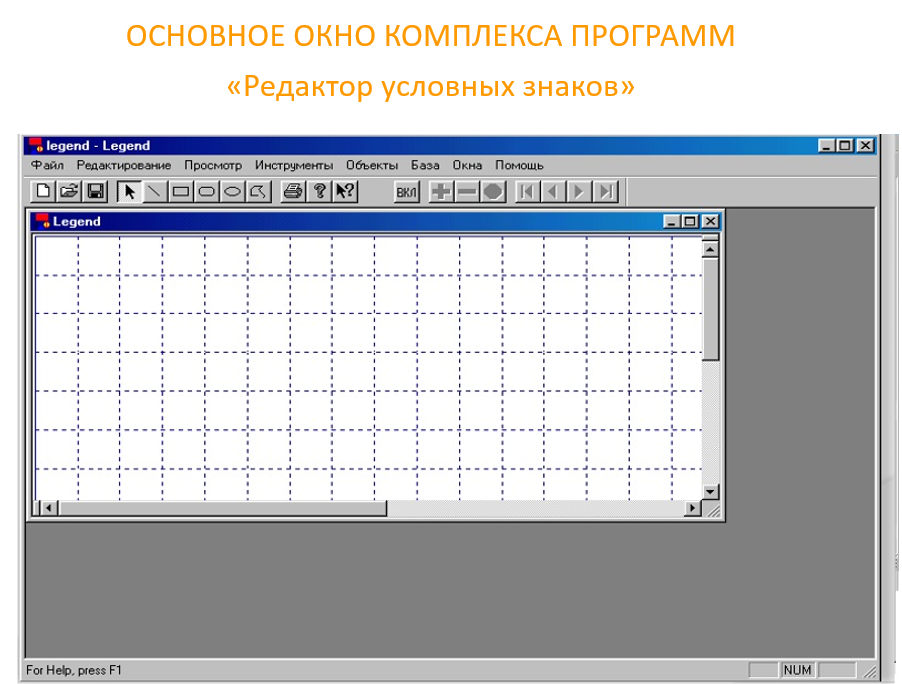 ОСНОВНОЕ ОКНО КОМПЛЕКСА ПРОГРАММ
«Редактор условных знаков»
legend - Legend
Файл Редактирование Просмотр Инструменты Объекты База Окна Помощь
ВКЛ
Legend
For Help, press F1
NUM